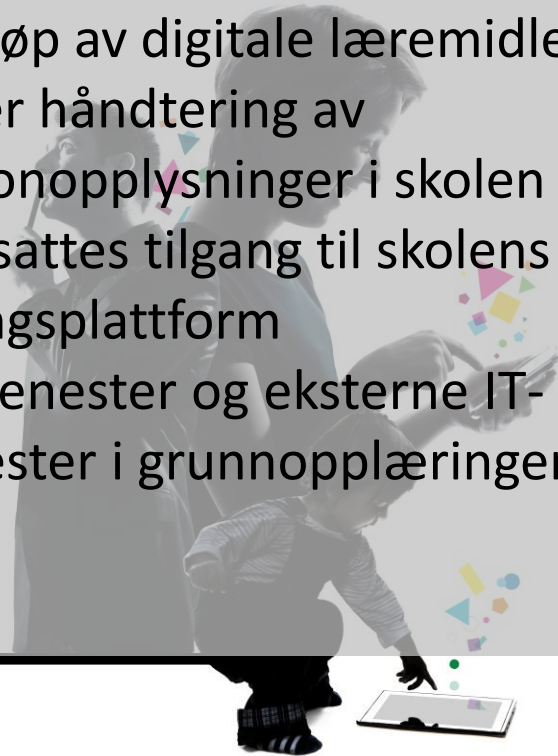 øp av digitale læremidle
er håndtering av
onopplysninger i skolen
sattes tilgang til skolens
ngsplattform
enester og eksterne IT-
ester i grunnopplæringen